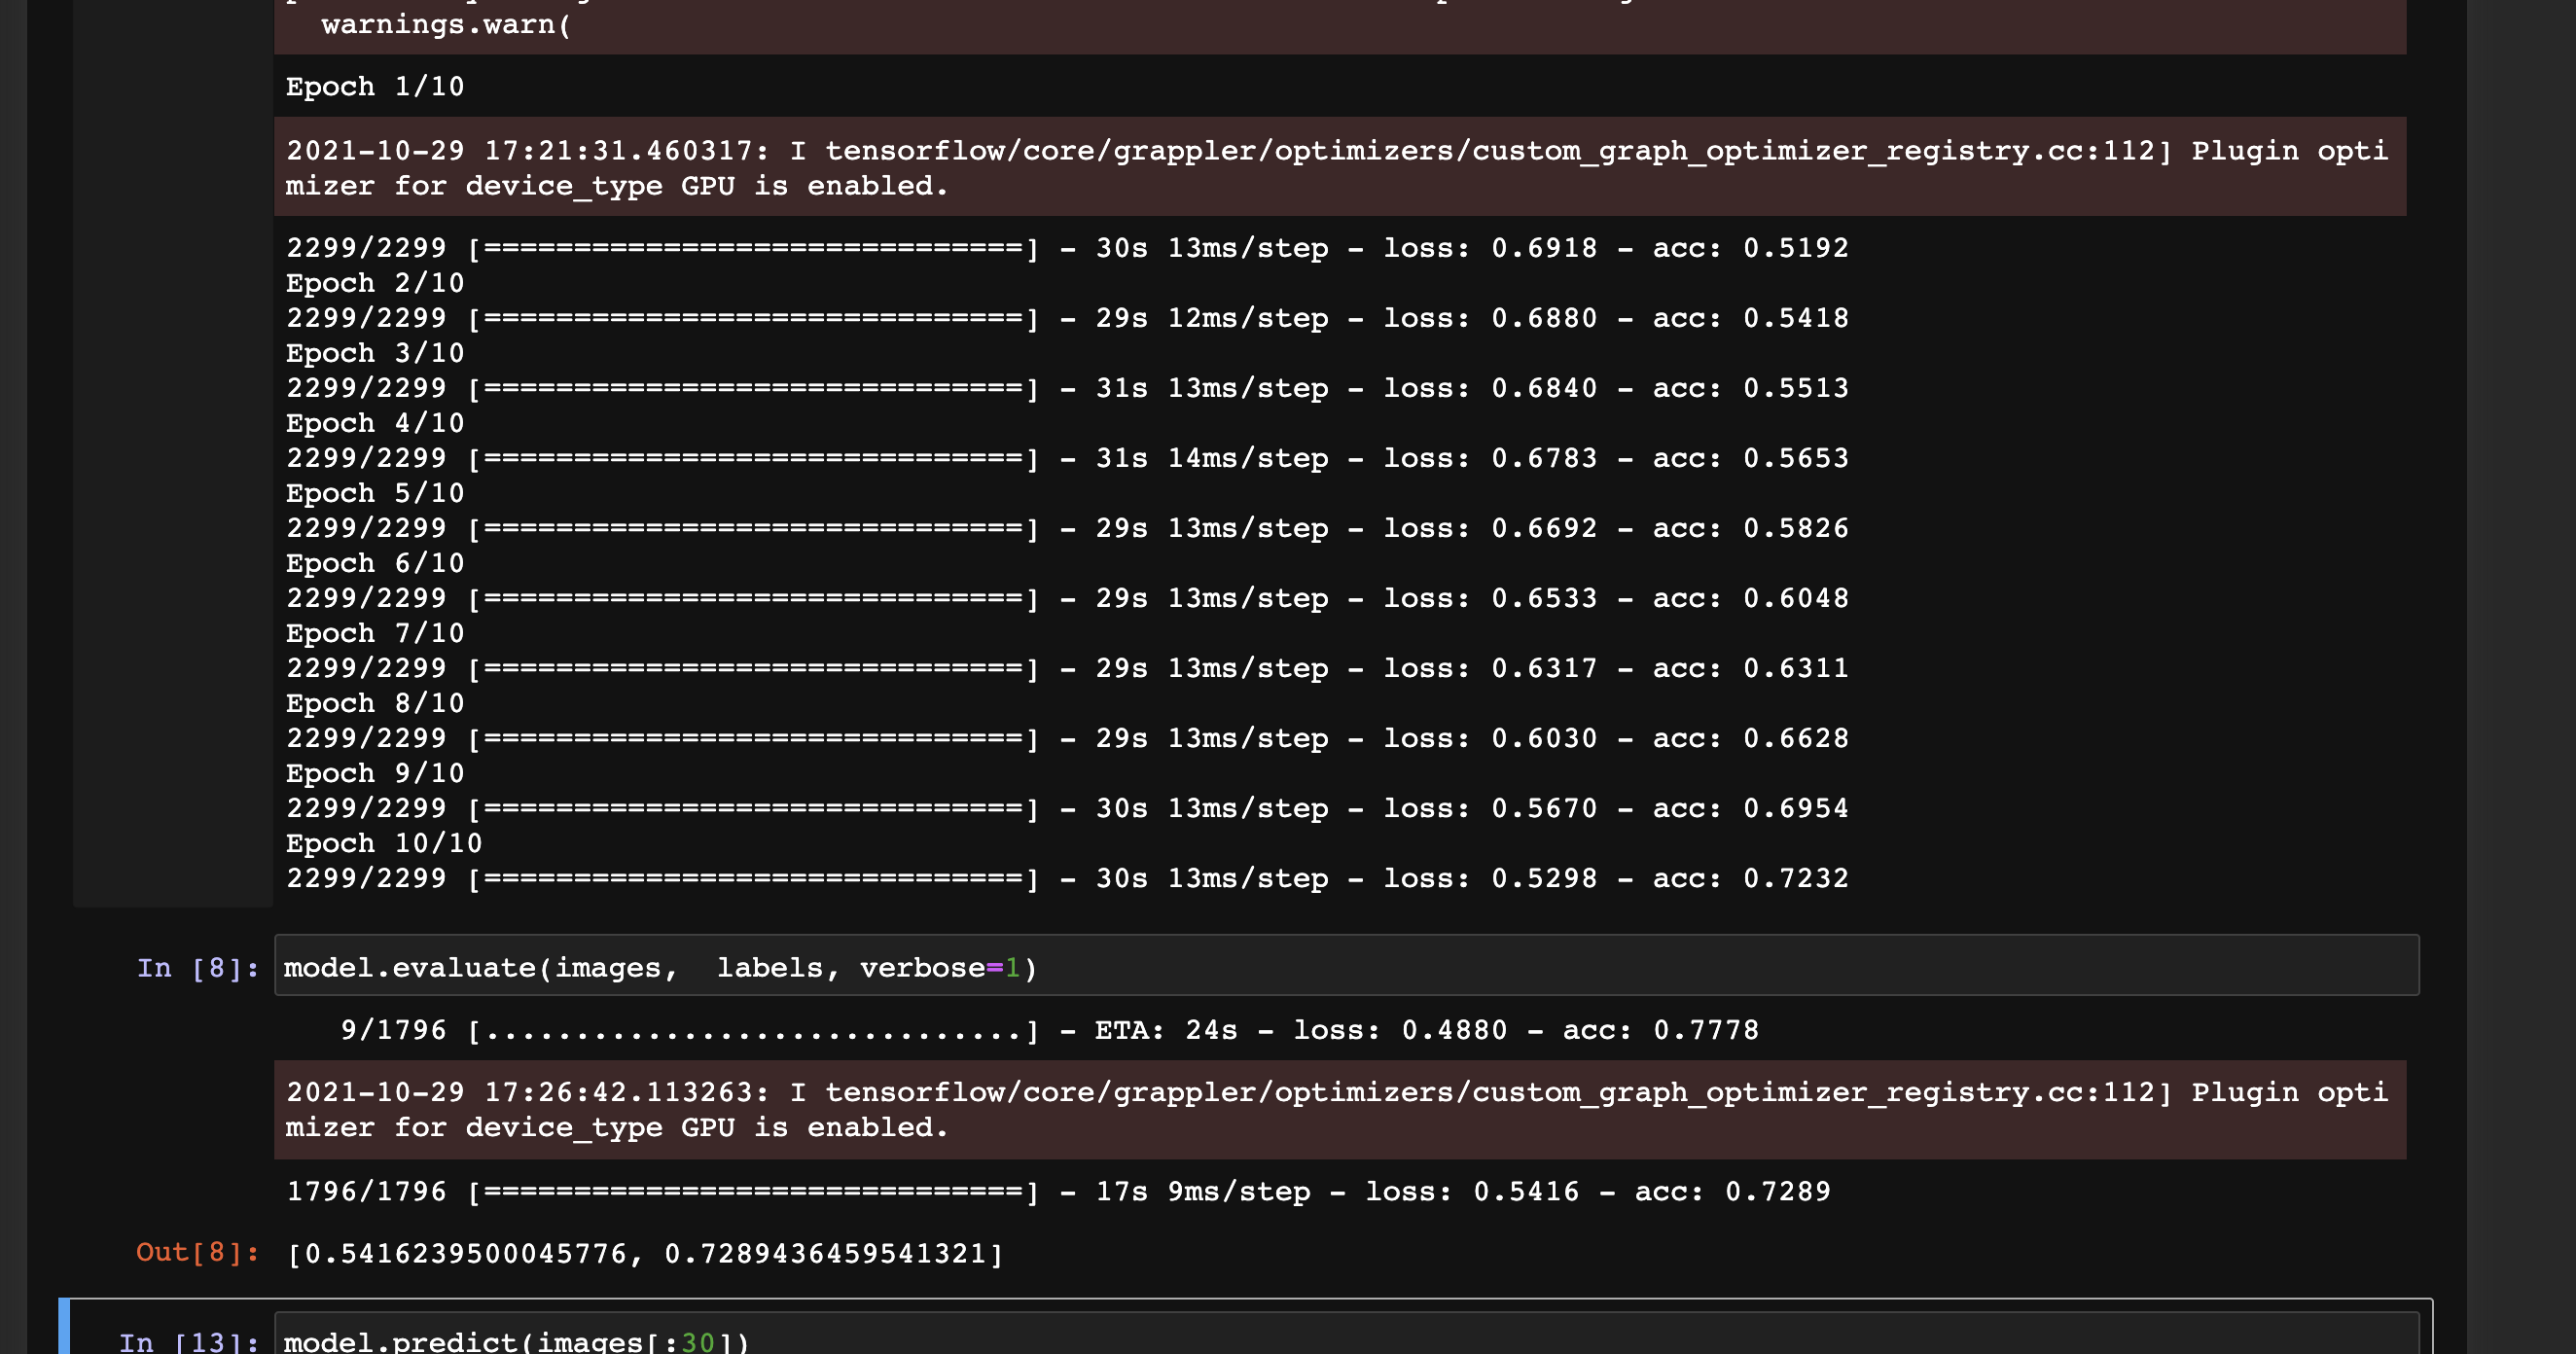 warnings.warn(
Epoch 1/10
2021-10-29 17:21:31.460317: I tensorflow/core/grappler/optimizers/custom_graph_optimizer_registry.cc:112] Plugin opti
mizer for device_type GPU is enabled.
2299/2299 [==============================] - 30s 13ms/step - loss: 0.6918 - acc: 0.5192
Epoch 2/10
2299/2299 [==============================] - 29s 12ms/step - loss: 0.6880 - acc: 0.5418
Epoch 3/10
2299/2299 [==============================] - 31s 13ms/step - loss: 0.6840 - acc: 0.5513
Epoch 4/10
2299/2299 [==============================] - 31s 14ms/step - loss: 0.6783 - acc: 0.5653
Epoch 5/10
2299/2299 [==============================] - 29s 13ms/step - loss: 0.6692 - acc: 0.5826
Epoch 6/10
2299/2299 [==============================] - 29s 13ms/step - loss: 0.6533 - acc: 0.6048
Epoch 7/10
2299/2299 [==============================] - 29s 13ms/step - loss: 0.6317 - acc: 0.6311
Epoch 8/10
2299/2299 [==============================] - 29s 13ms/step - loss: 0.6030 - acc: 0.6628
Epoch 9/10
2299/2299 [==============================] - 30s 13ms/step - loss: 0.5670 - acc: 0.6954
Epoch 10/10
2299/2299 [==============================] - 30s 13ms/step - loss: 0.5298 - acc: 0.7232
In [8]: model.evaluate(images,  labels, verbose=1)
9/1796 [..............................] - ETA: 24s - loss: 0.4880 - acc: 0.7778
2021-10-29 17:26:42.113263: I tensorflow/core/grappler/optimizers/custom_graph_optimizer_registry.cc:112] Plugin opti
mizer for device_type GPU is enabled.
1796/1796 [==============================] - 17s 9ms/step - loss: 0.5416 - acc: 0.7289
Out[8]: [0.5416239500045776, 0.7289436459541321]
In [13]: model.predict(images[:30])